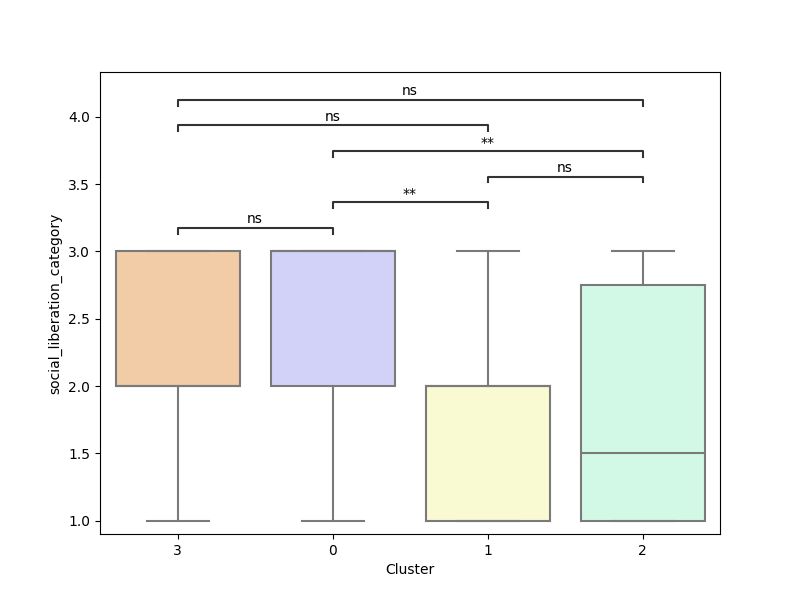 ns
4.0
ns
**
3.5
ns
**
ns
3.0
2.5
2.0
1.5
1.0
social_liberation_category
3
0
1
2
Cluster